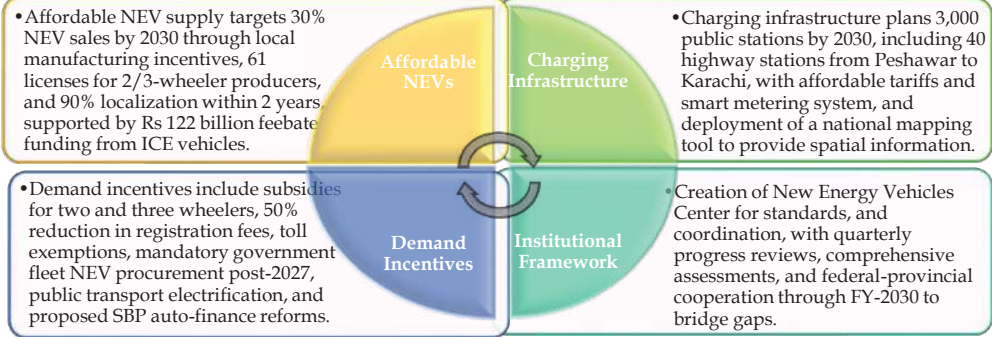 •Affordable NEV supply targets 30%
NEV sales by 2030 through local
manufacturing incentives, 61
licenses for 2/3-wheeler producers,
and 90% localization within 2 years,
supported by Rs 122 billion feebate
funding from ICE vehicles.
Affordable
NEVs
Charging
Infrastructure
•Charging infrastructure plans 3,000
public stations by 2030, including 40
highway stations from Peshawar to
Karachi, with affordable tariffs and
smart metering system, and
deployment of a national mapping
tool to provide spatial information.
•Demand incentives include subsidies
for two and three wheelers, 50%
reduction in registration fees, toll
exemptions, mandatory government
fleet NEV procurement post-2027,
public transport electrification, and
proposed SBP auto-finance reforms.
Demand
Incentives
Institutional
Framework
•Creation of New Energy Vehicles
Center for standards, and
coordination, with quarterly
progress reviews, comprehensive
assessments, and federal-provincial
cooperation through FY-2030 to
bridge gaps.